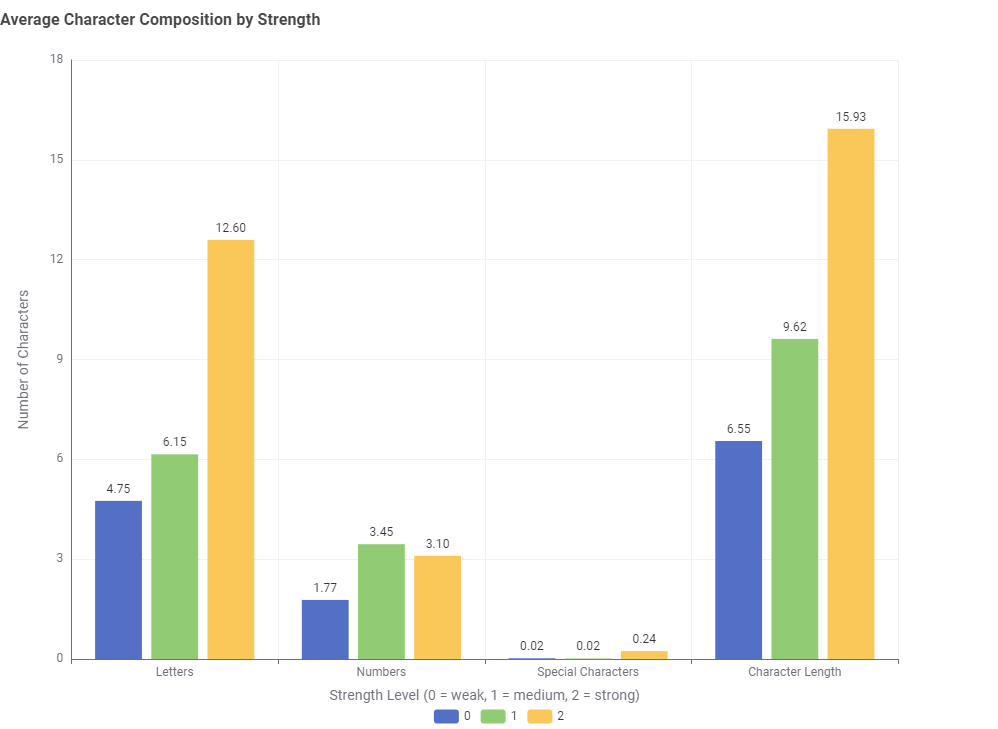 Average Character Composition by Strength
18
15
12
9
6
3
0
Number of Characters
4.75
6.15
12.60
1.77
3.45
3.10
0.02
0.02
0.24
6.55
9.62
15.93
Letters
Numbers
Special Characters
Character Length
Strength Level (0 = weak, 1 = medium, 2 = strong)
0 1 2